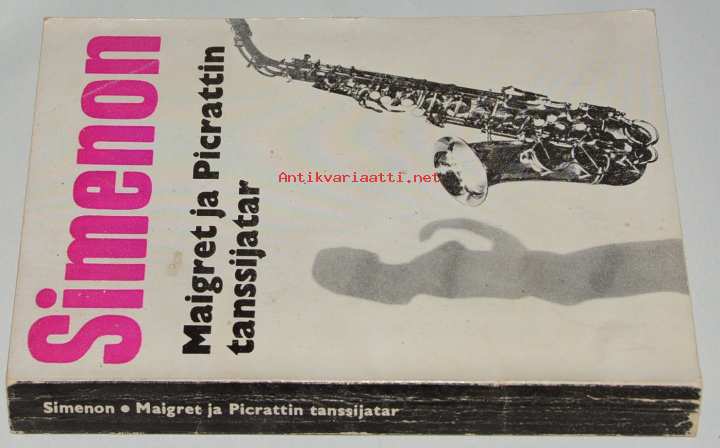 Simenon
Maigret ja Picrattin
tanssijatar
Antikvariaatti.net
Simenon • Maigret ja Picrattin tanssijatar